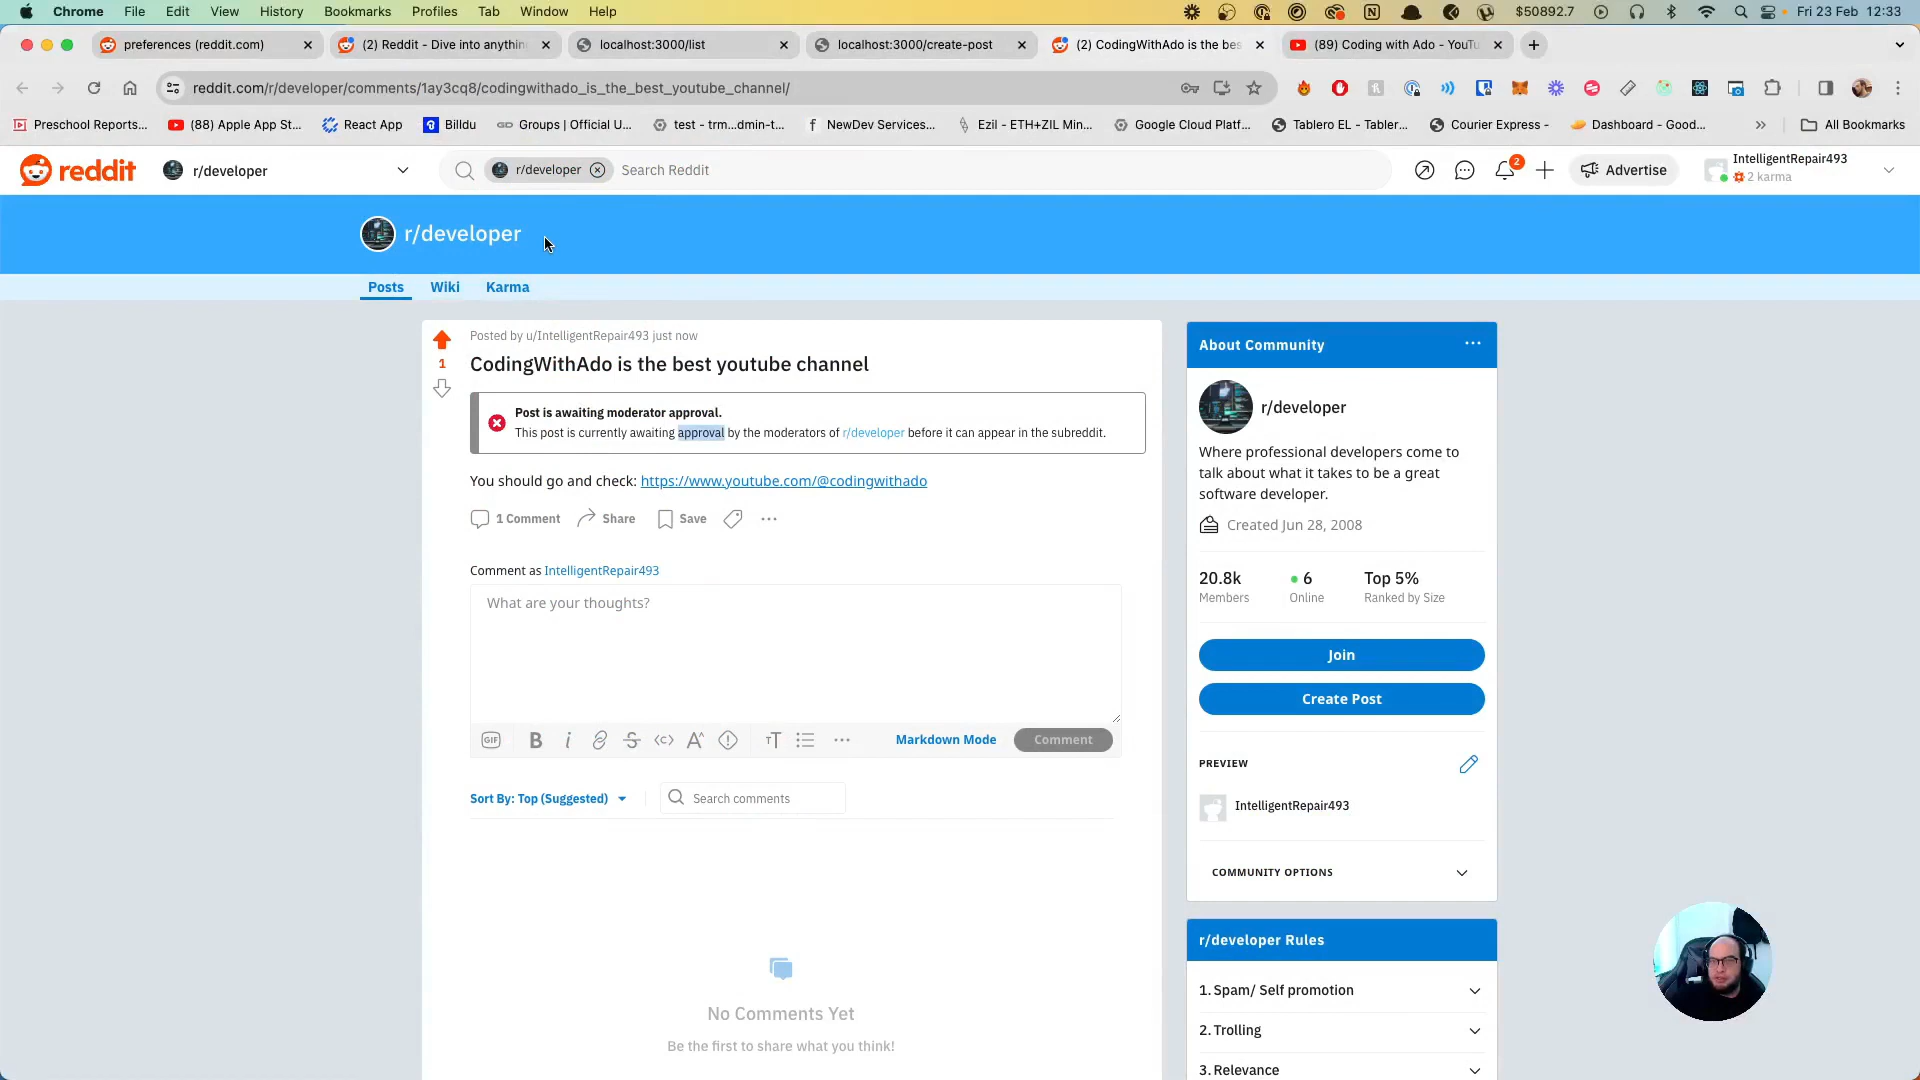 Chrome File Edit View History Bookmarks Profiles Tab Window Help $50892.7 Fri 23 Feb 12:33
preferences (reddit.com) (2) Reddit - Dive into anythin localhost:3000/list localhost:3000/create-post (2) CodingWithAdo is the bes (89) Coding with Ado - YouTu
reddit.com/r/developer/comments/1ay3cq8/codingwithado_is_the_best_youtube_channel/
Preschool Reports... (88) Apple App St... React App Billdu Groups | Official U... test - trm...dmin-t... NewDev Services... Ezil - ETH+ZIL Min... Google Cloud Platf... Tablero EL - Tabler... Courier Express - Dashboard - Good... » All Bookmarks
reddit r/developer r/developer Search Reddit 2 Advertise IntelligentRepair493
2 karma
r/developer
Posts Wiki Karma
Posted by u/IntelligentRepair493 just now
1
CodingWithAdo is the best youtube channel
Post is awaiting moderator approval.
This post is currently awaiting approval by the moderators of r/developer before it can appear in the subreddit.
You should go and check: https://www.youtube.com/@codingwithado
1 Comment Share Save
Comment as IntelligentRepair493
What are your thoughts?
GIF Markdown Mode Comment
Sort By: Top (Suggested) Search comments
No Comments Yet
Be the first to share what you think!
About Community
r/developer
Where professional developers come to
talk about what it takes to be a great
software developer.
Created Jun 28, 2008
20.8k 6 Top 5%
Members Online Ranked by Size
Join
Create Post
PREVIEW
IntelligentRepair493
COMMUNITY OPTIONS
r/developer Rules
1. Spam/ Self promotion
2. Trolling
3. Relevance